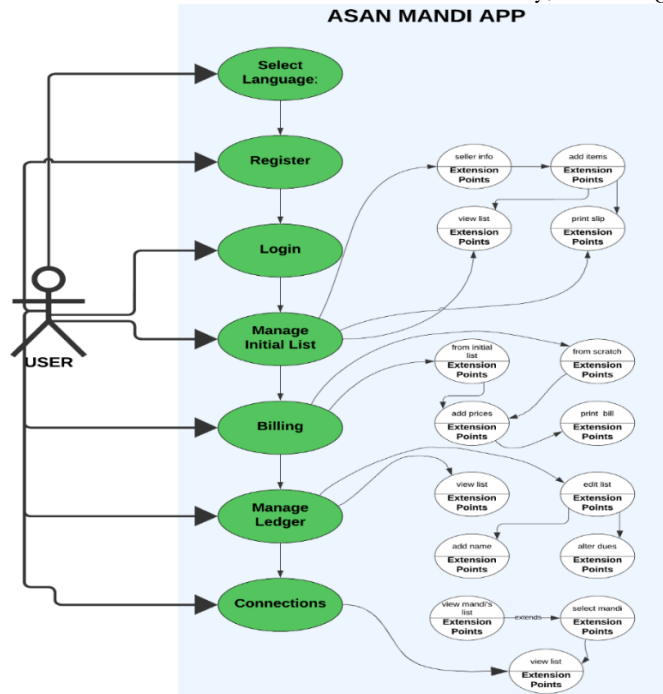 ASAN MANDI APP
Select
Language:
Register
seller info
Extension
Points
add items
Extension
Points
view list
Extension
Points
print slip
Extension
Points
Login
USER
Manage
Initial List
from initial
list
Extension
Points
from scratch
Extension
Points
Billing
add prices
Extension
Points
print bill
Extension
Points
Manage
Ledger
view list
Extension
Points
edit list
Extension
Points
add name
Extension
Points
alter dues
Extension
Points
Connections
view mandi's
list
Extension
Points
extends
select mandi
Extension
Points
view list
Extension
Points